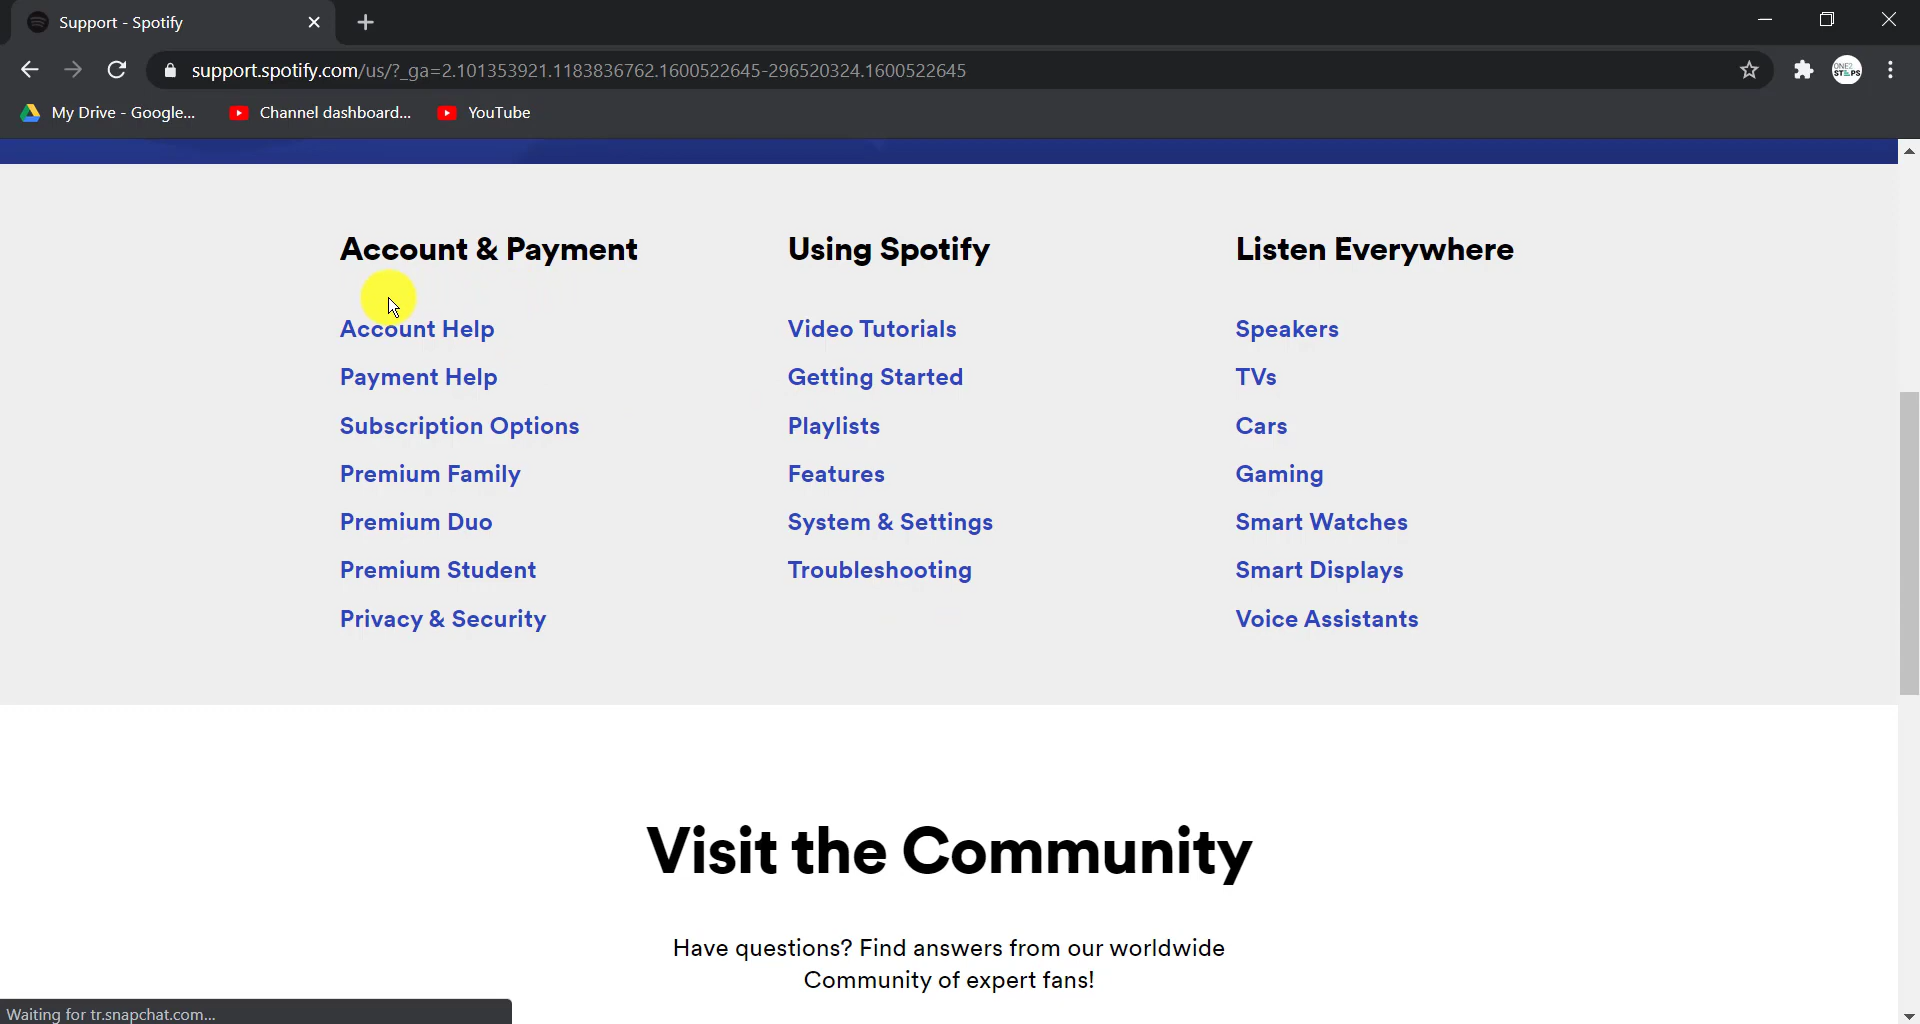 Support - Spotify
support.spotify.com/us/?_ga=2.101353921.1183836762.1600522645-296520324.1600522645
ONE2
STEPS
My Drive - Google...
Channel dashboard...
YouTube
Account & Payment
Account Help
Payment Help
Subscription Options
Premium Family
Premium Duo
Premium Student
Privacy & Security
Using Spotify
Video Tutorials
Getting Started
Playlists
Features
System & Settings
Troubleshooting
Listen Everywhere
Speakers
TVs
Cars
Gaming
Smart Watches
Smart Displays
Voice Assistants
Visit the Community
Have questions? Find answers from our worldwide
Community of expert fans!
Waiting for tr.snapchat.com...